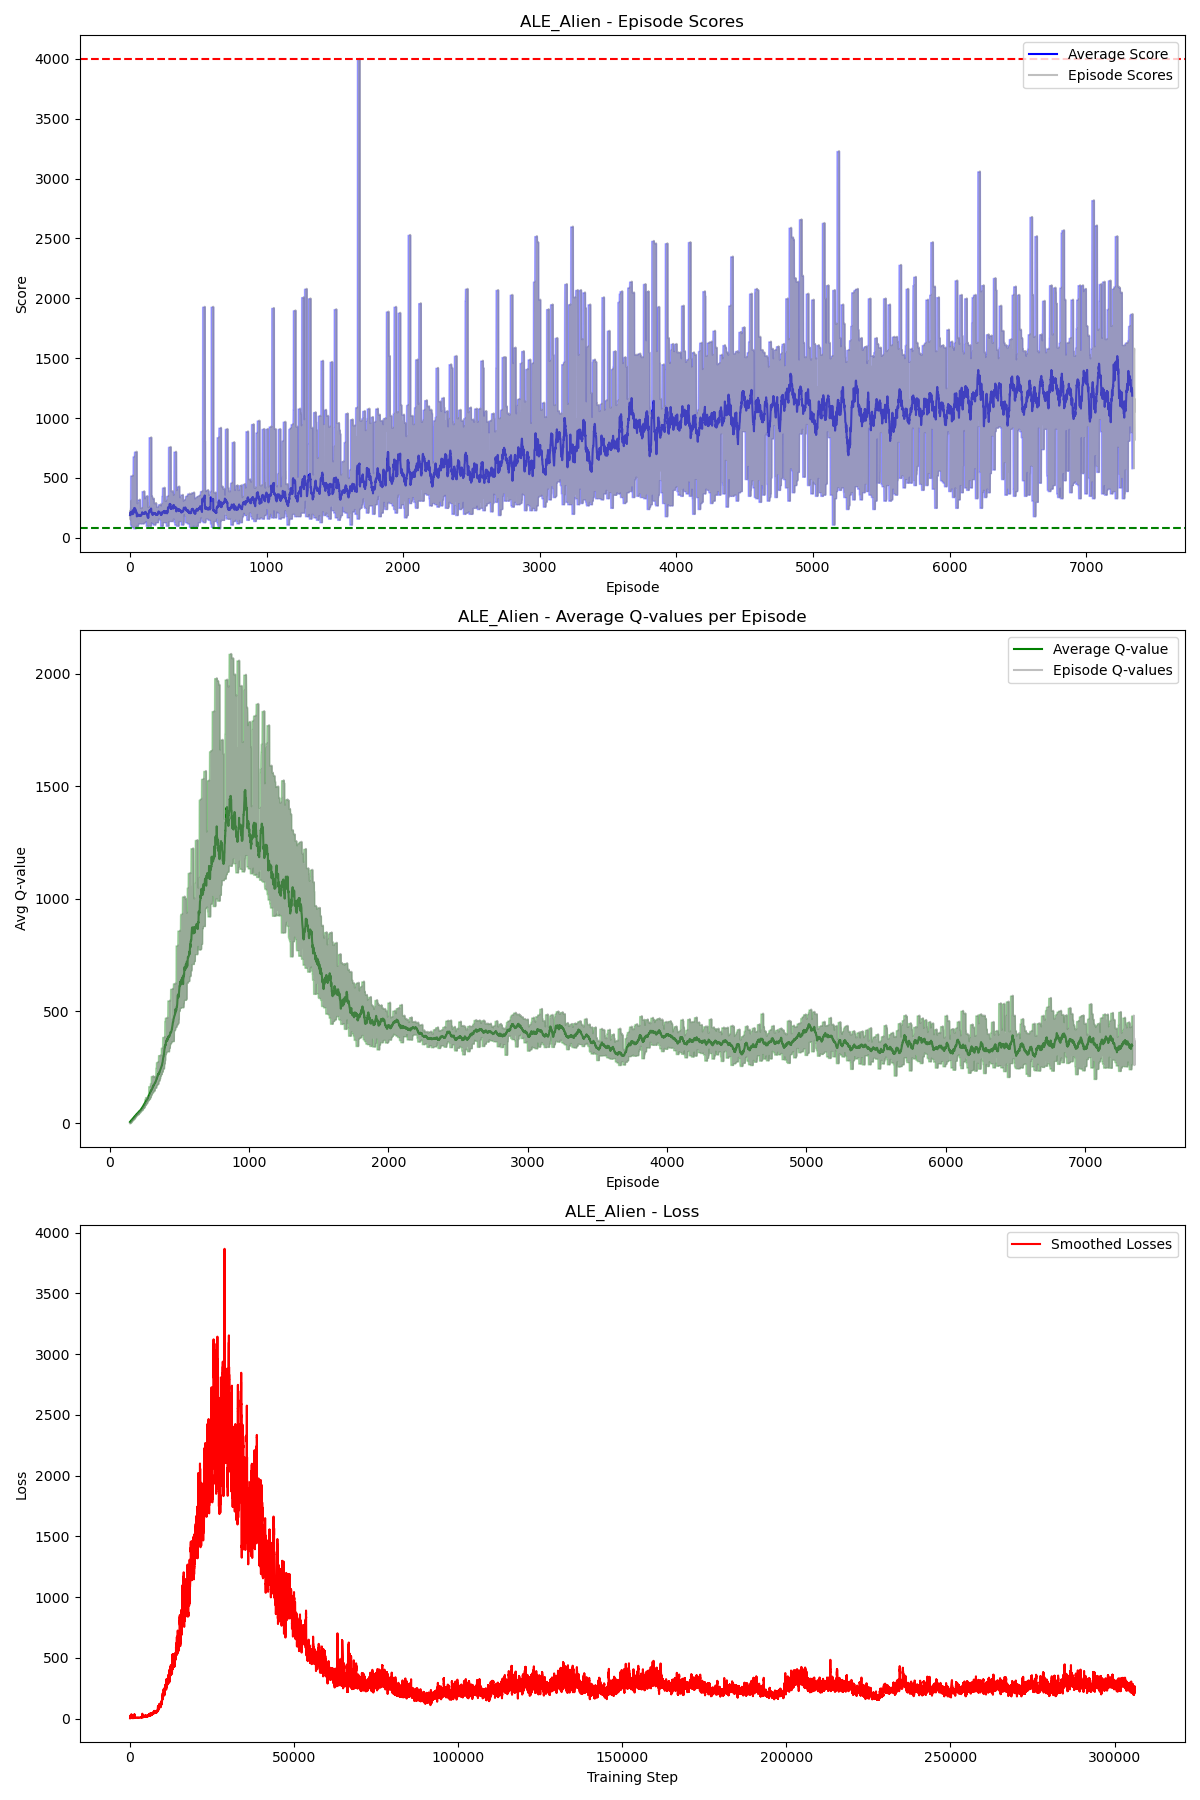 ALE_Alien - Episode Scores
Average Score
Episode Scores
4000
3500
3000
2500
2000
1500
1000
500
0
Score
0 1000 2000 3000 4000 5000 6000 7000
Episode
ALE_Alien - Average Q-values per Episode
Average Q-value
Episode Q-values
2000
1500
1000
500
0
Avg Q-value
0 1000 2000 3000 4000 5000 6000 7000
Episode
ALE_Alien - Loss
Smoothed Losses
4000
3500
3000
2500
2000
1500
1000
500
0
Loss
0 50000 100000 150000 200000 250000 300000
Training Step